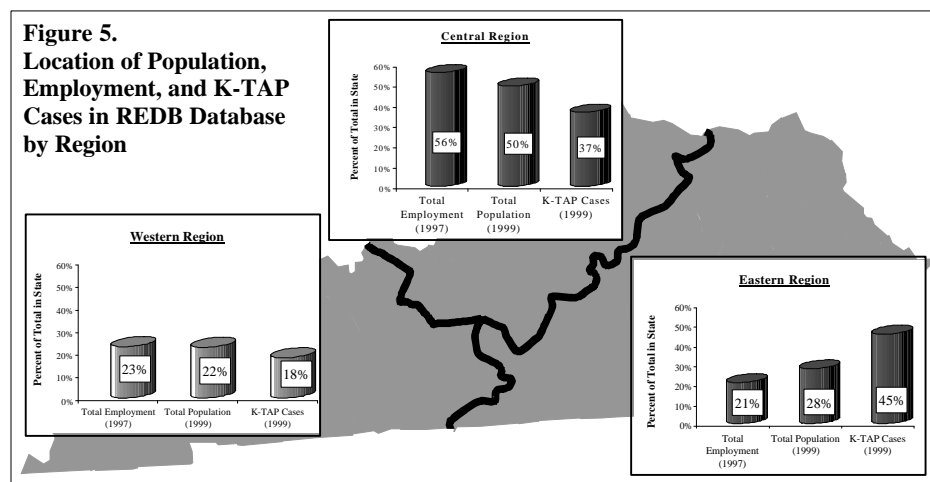 Figure 5.
Location of Population,
Employment, and K-TAP
Cases in REDB Database
by Region
Central Region
Percent of Total in State
60%
50%
40%
30%
20%
10%
0%
56%
50%
37%
Total
Employment
(1997)
Total
Population
(1999)
K-TAP Cases
(1999)
Western Region
Percent of Total in State
60%
50%
40%
30%
20%
10%
0%
23%
22%
18%
Total Employment
(1997)
Total Population
(1999)
K-TAP Cases
(1999)
Eastern Region
Percent of Total in State
60%
50%
40%
30%
20%
10%
0%
21%
28%
45%
Total
Employment
(1997)
Total Population
(1999)
K-TAP Cases
(1999)